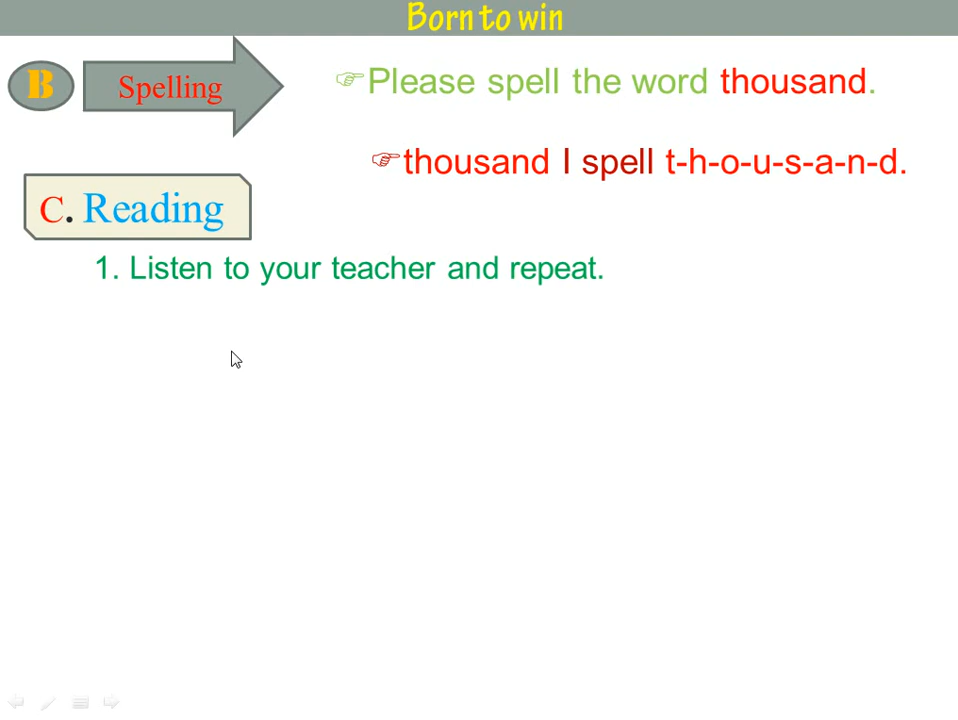 Born to win
B Spelling
☞Please spell the word thousand.
☞thousand I spell t-h-o-u-s-a-n-d.
C. Reading
1. Listen to your teacher and repeat.